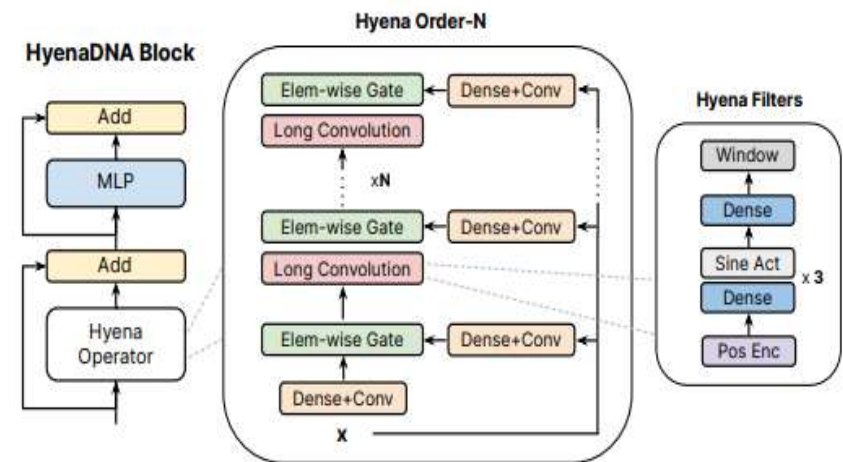 HyenaDNA Block
Add
MLP
Add
Hyena
Operator
Hyena Order-N
Elem-wise Gate
Dense+Conv
Long Convolution
xN
Elem-wise Gate
Dense+Conv
Long Convolution
Elem-wise Gate
Dense+Conv
Dense+Conv
x
Hyena Filters
Window
Dense
Sine Act
x 3
Dense
Pos Enc